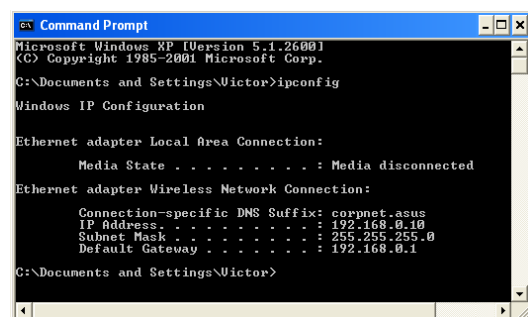 Command Prompt
Microsoft Windows XP [Version 5.1.2600]
(C) Copyright 1985-2001 Microsoft Corp.
C:\Documents and Settings\Victor>ipconfig
Windows IP Configuration
Ethernet adapter Local Area Connection:
Media State . . . . . . . . . . . : Media disconnected
Ethernet adapter Wireless Network Connection:
Connection-specific DNS Suffix: corpnet.asus
IP Address. . . . . . . . . . . . : 192.168.0.10
Subnet Mask . . . . . . . . . . . : 255.255.255.0
Default Gateway . . . . . . . . . : 192.168.0.1
C:\Documents and Settings\Victor>